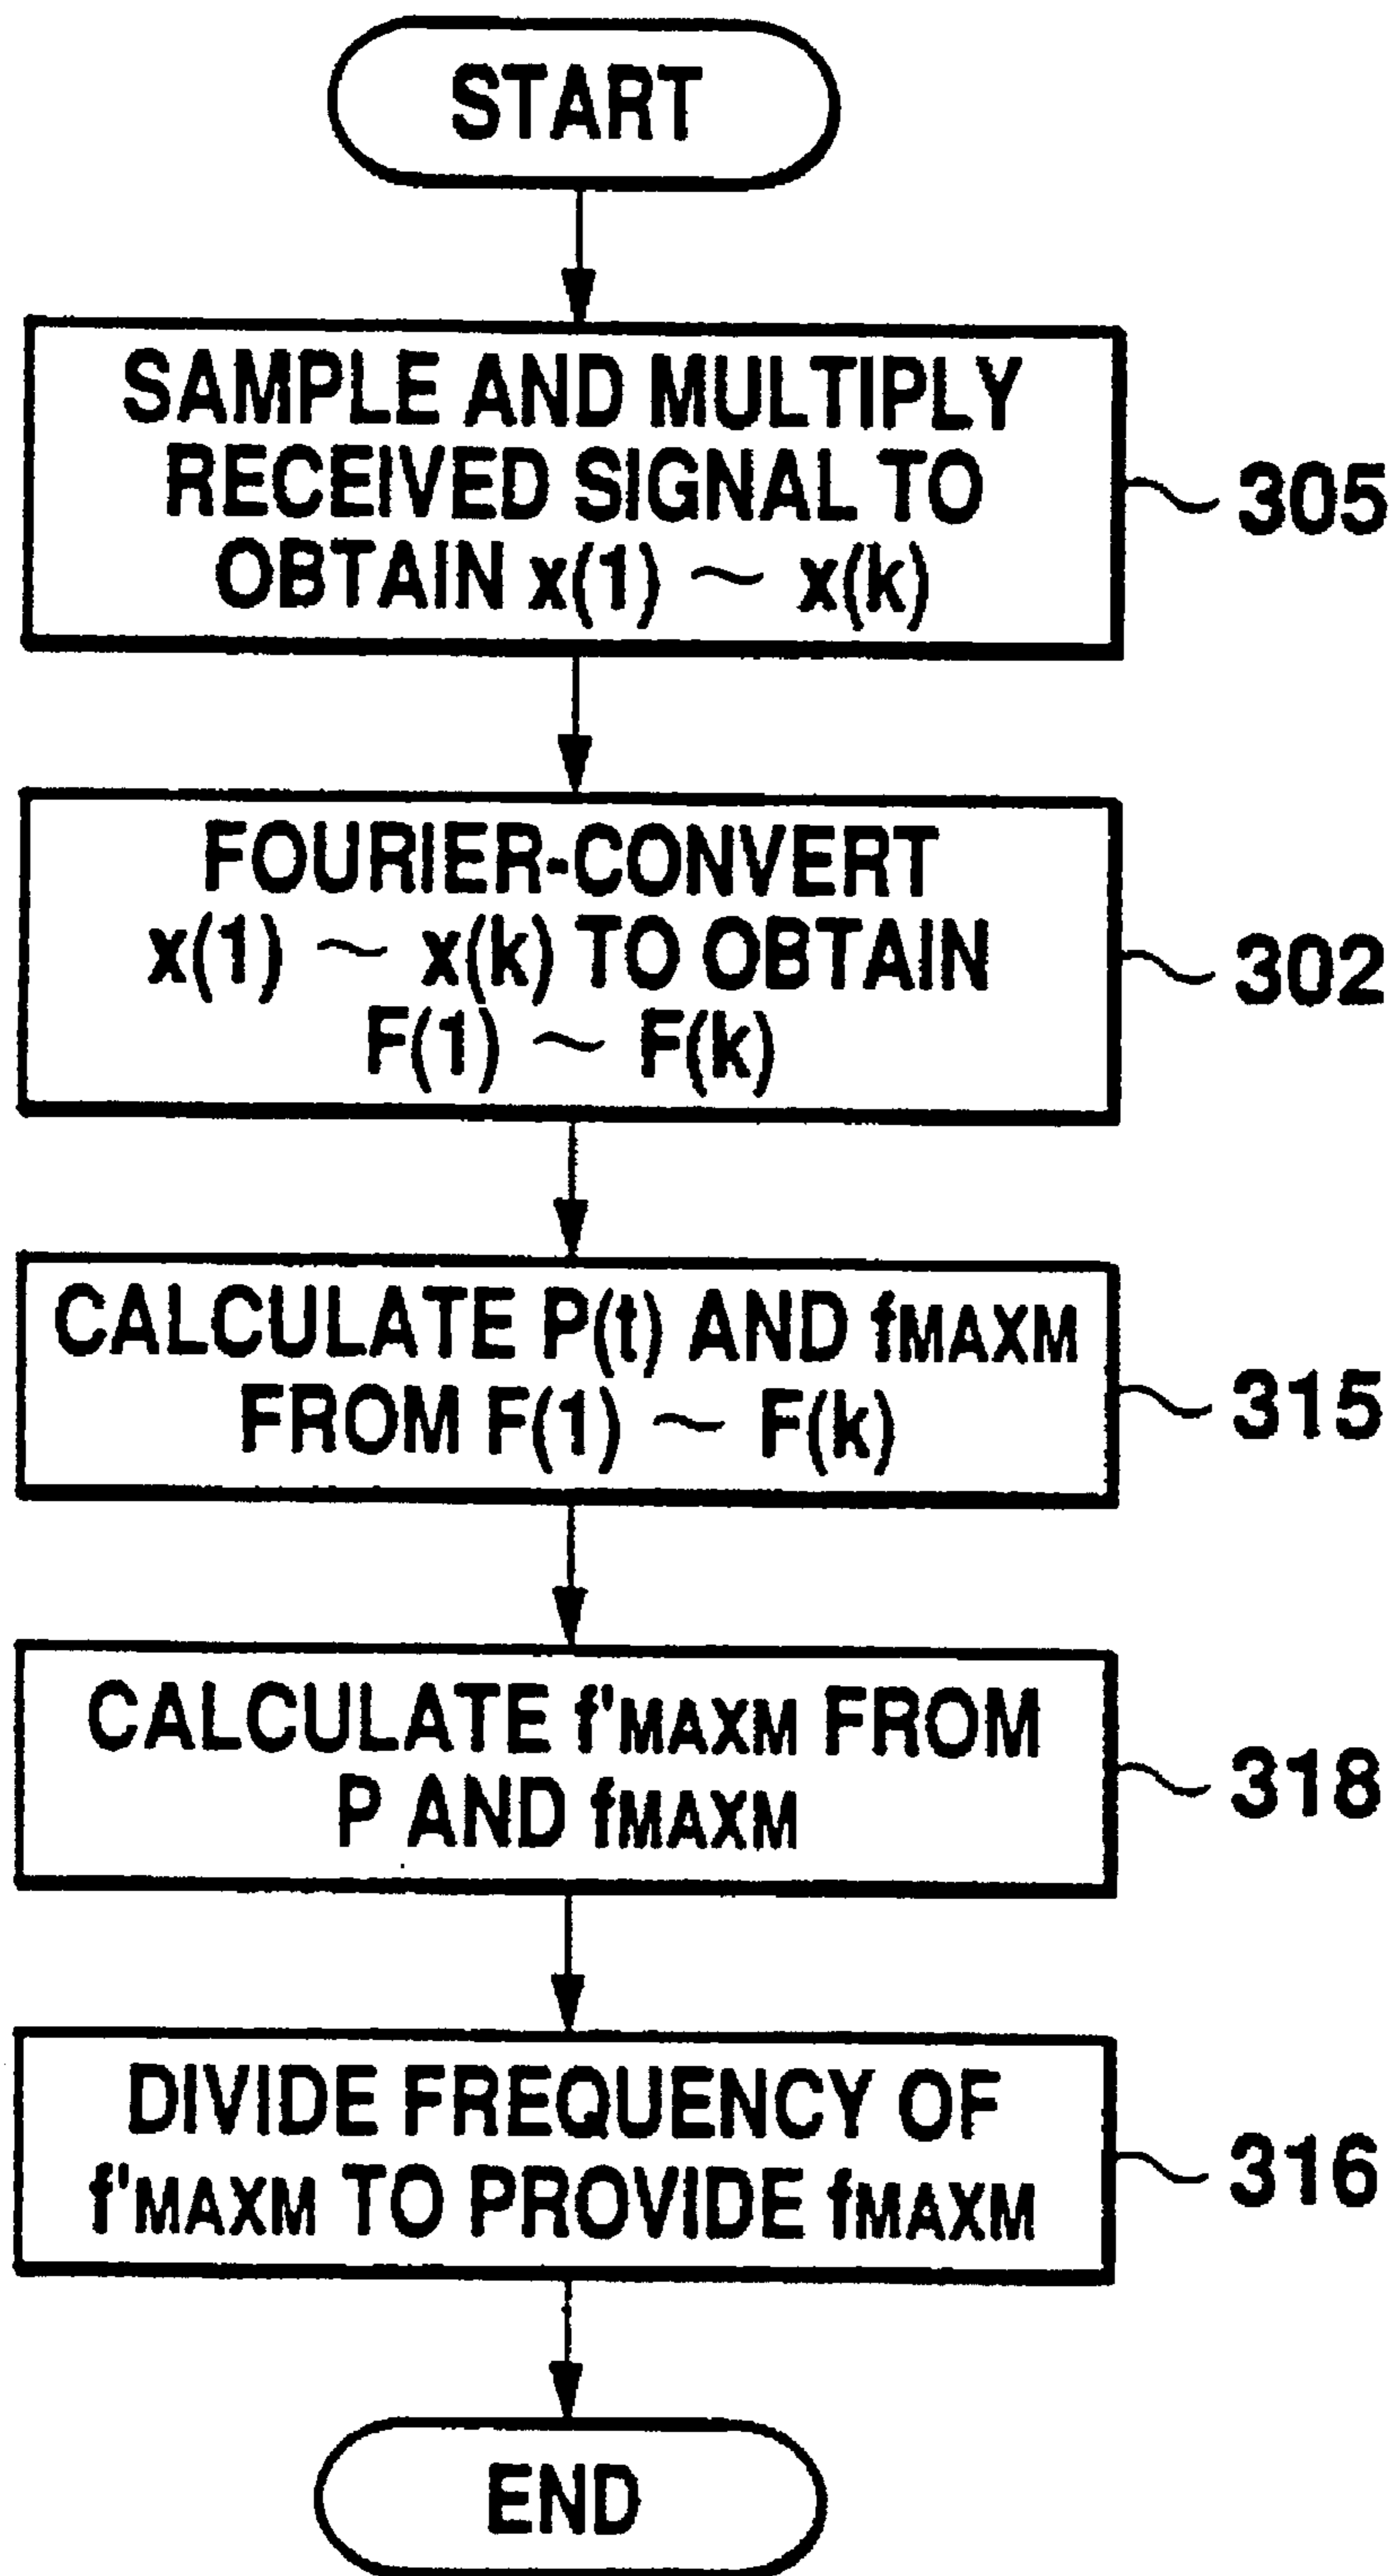 START
SAMPLE AND MULTIPLY
RECEIVED SIGNAL TO
OBTAIN x(1) ~ x(k)
305
FOURIER-CONVERT
x(1) ~ x(k) TO OBTAIN
F(1) ~ F(k)
302
CALCULATE P(t) AND fMAXM
FROM F(1) ~ F(k)
315
CALCULATE f'MAXM FROM
P AND fMAXM
318
DIVIDE FREQUENCY OF
f'MAXM TO PROVIDE fMAXM
316
END